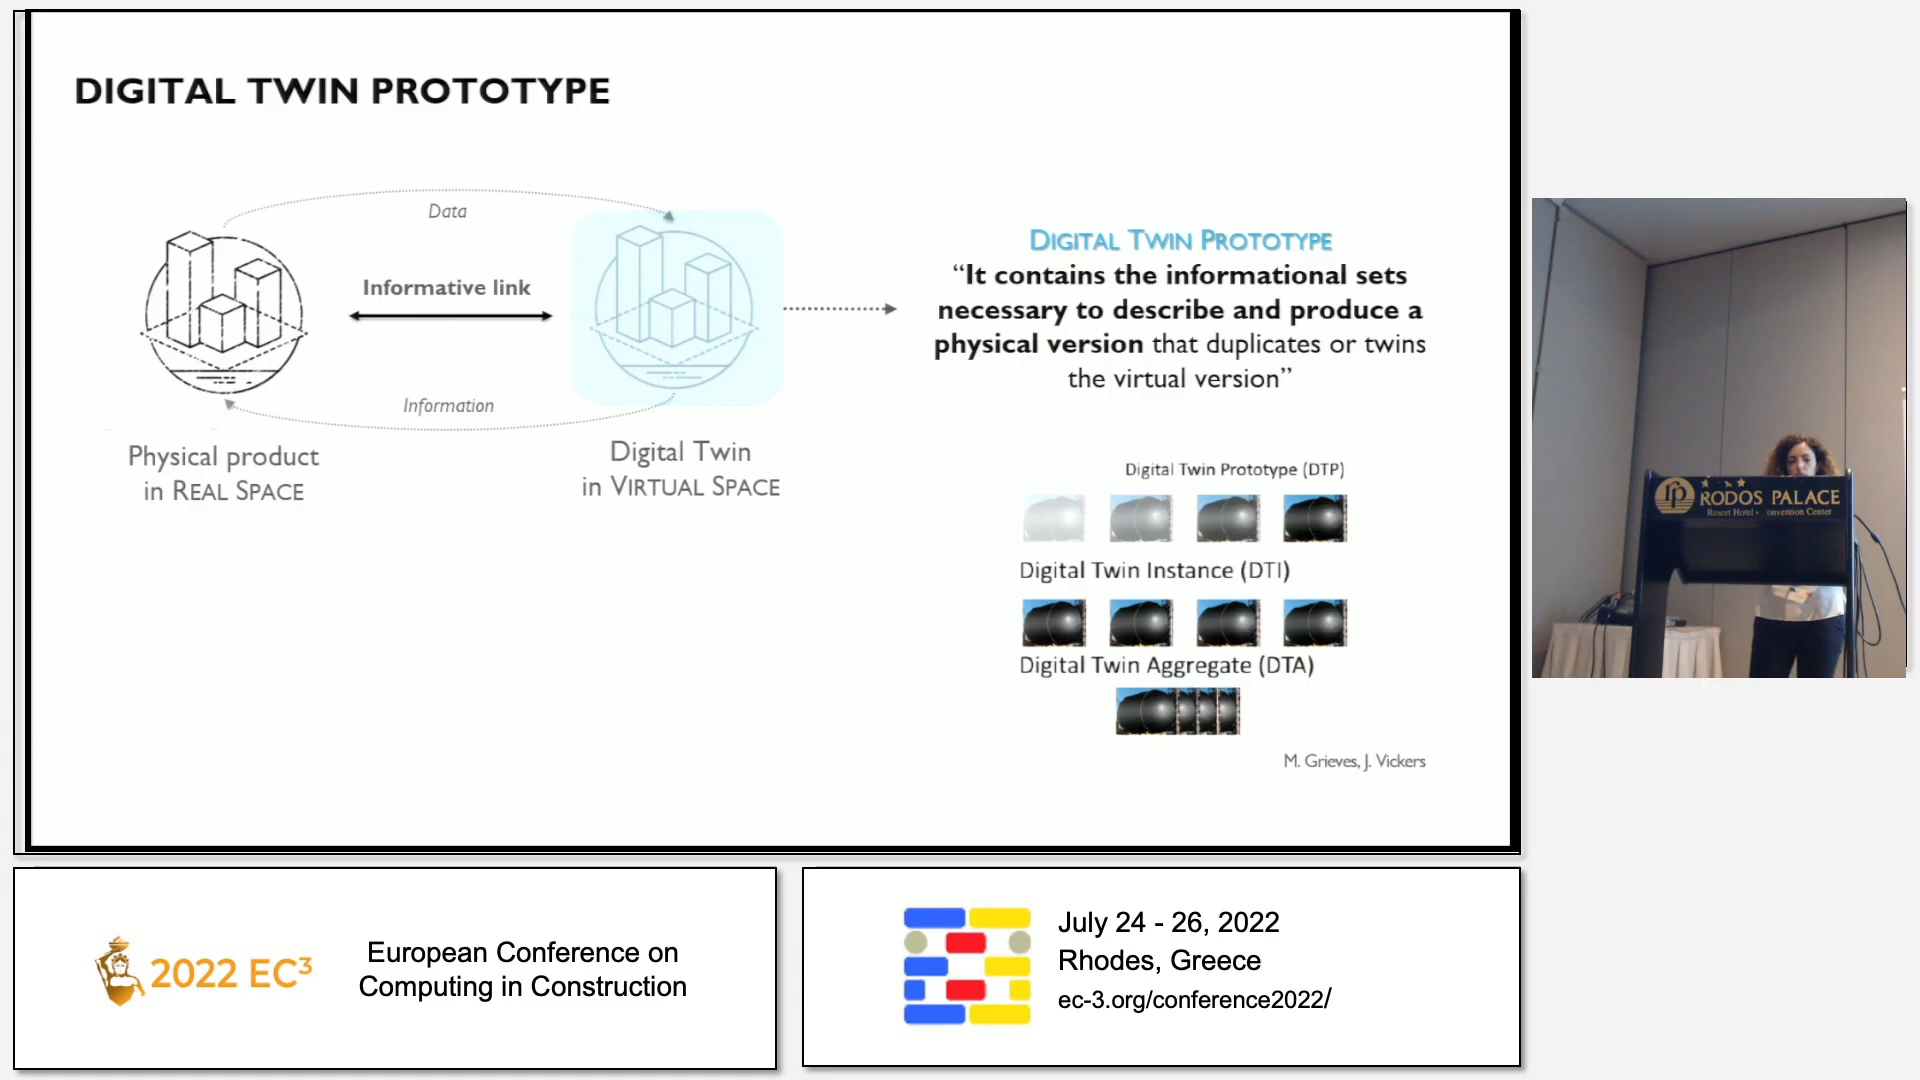 DIGITAL TWIN PROTOTYPE
Data
Informative link
Information
Physical product
in REAL SPACE
Digital Twin
in VIRTUAL SPACE
DIGITAL TWIN PROTOTYPE
“It contains the informational sets
necessary to describe and produce a
physical version that duplicates or twins
the virtual version”
Digital Twin Prototype (DTP)
Digital Twin Instance (DTI)
Digital Twin Aggregate (DTA)
M. Grieves, J. Vickers
rp RODOS PALACE
Resort Hotel • onvention Center
2022 EC³
European Conference on
Computing in Construction
July 24 - 26, 2022
Rhodes, Greece
ec-3.org/conference2022/